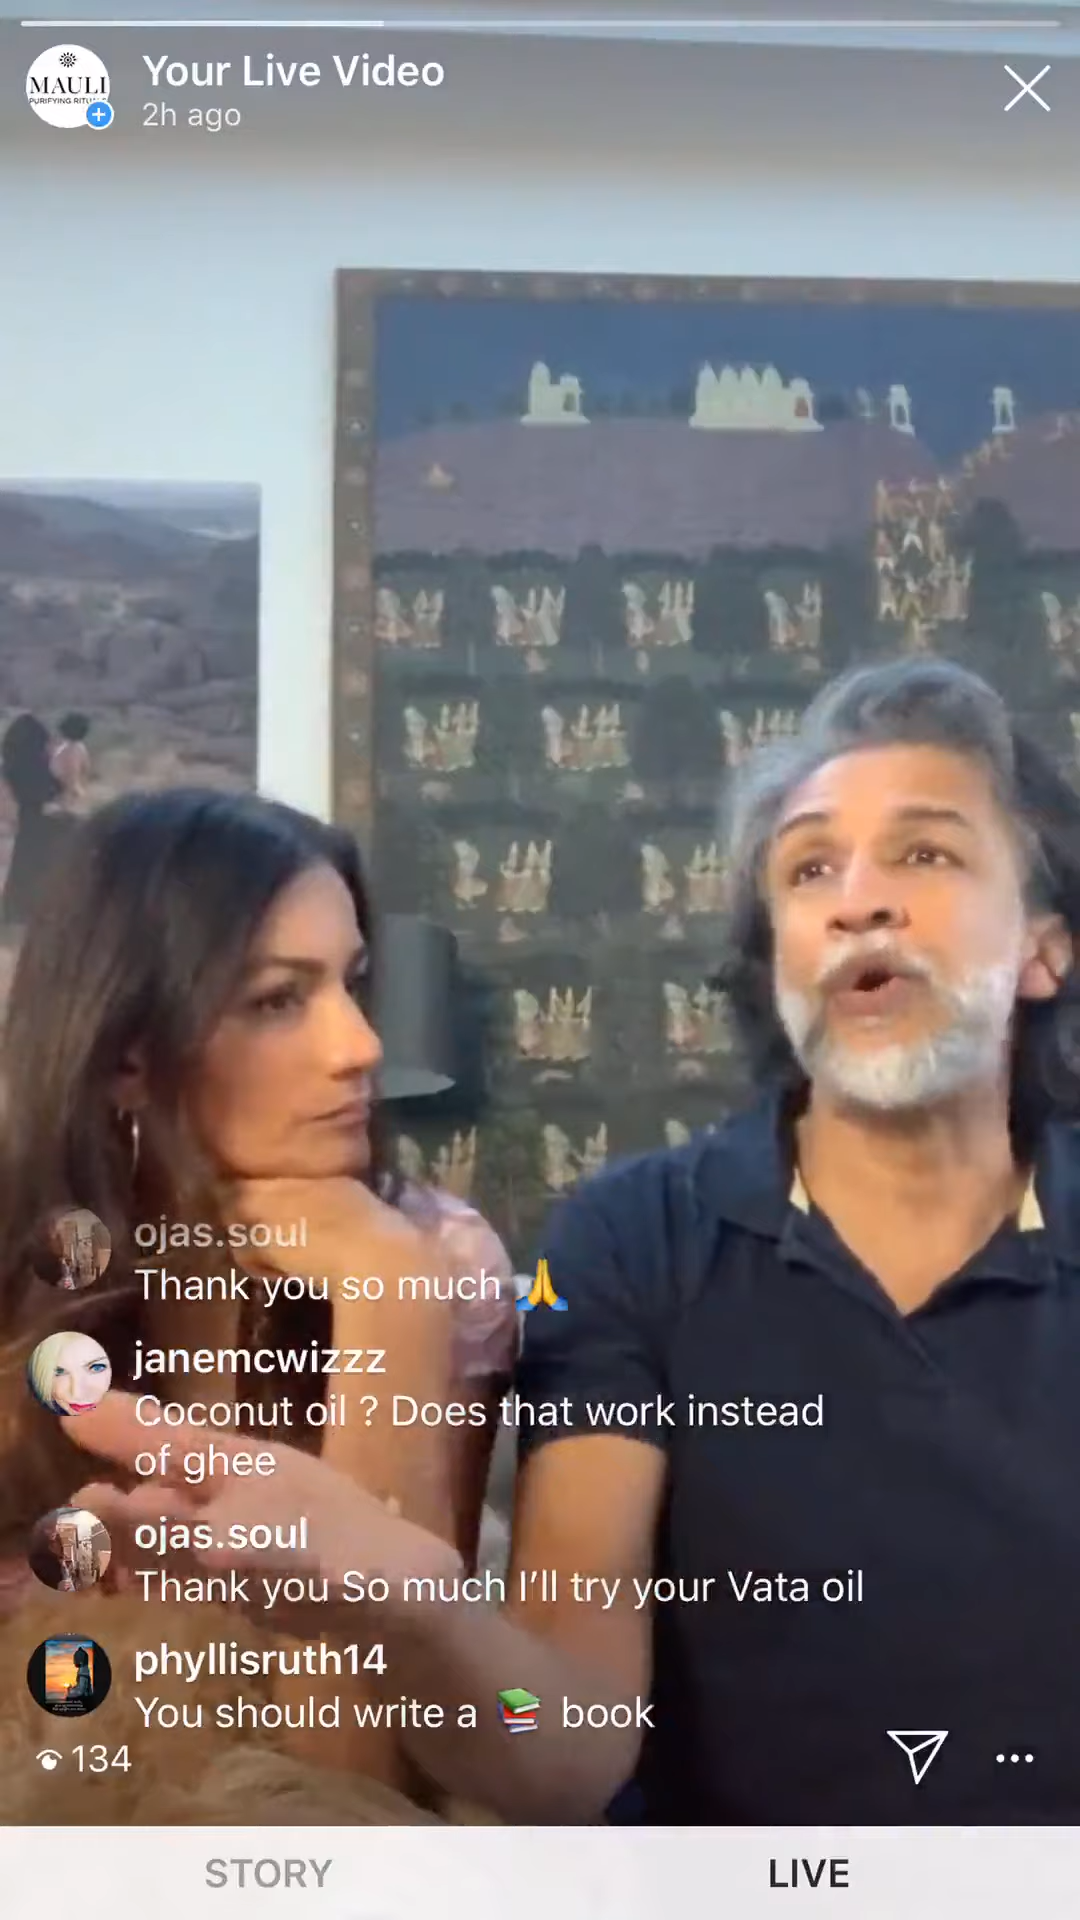 MAULI
PURIFYING RITUALS
Your Live Video
2h ago
ojas.soul
Thank you so much 🙏
janemcwizzz
Coconut oil ? Does that work instead
of ghee
ojas.soul
Thank you So much I’ll try your Vata oil
phyllisruth14
You should write a 📚 book
134
STORY
LIVE